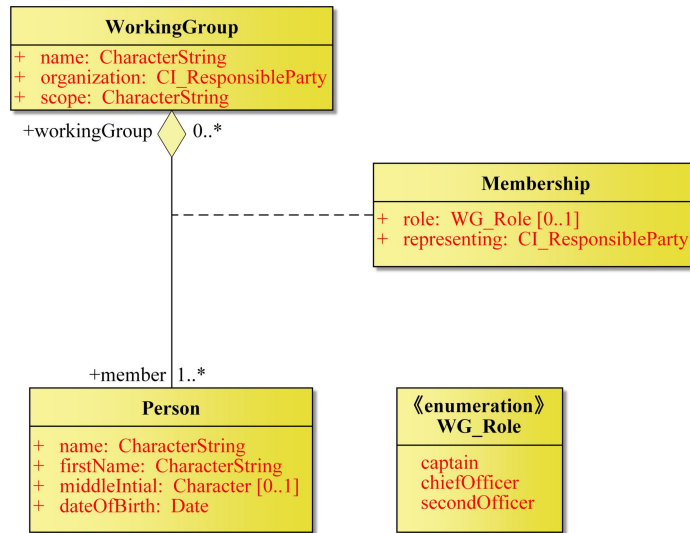 WorkingGroup
+ name: CharacterString
+ organization: CI_ResponsibleParty
+ scope: CharacterString
+workingGroup 0..*
Membership
+ role: WG_Role [0..1]
+ representing: CI_ResponsibleParty
+member 1..*
Person
+ name: CharacterString
+ firstName: CharacterString
+ middleIntial: Character [0..1]
+ dateOfBirth: Date
《enumeration》
WG_Role
captain
chiefOfficer
secondOfficer